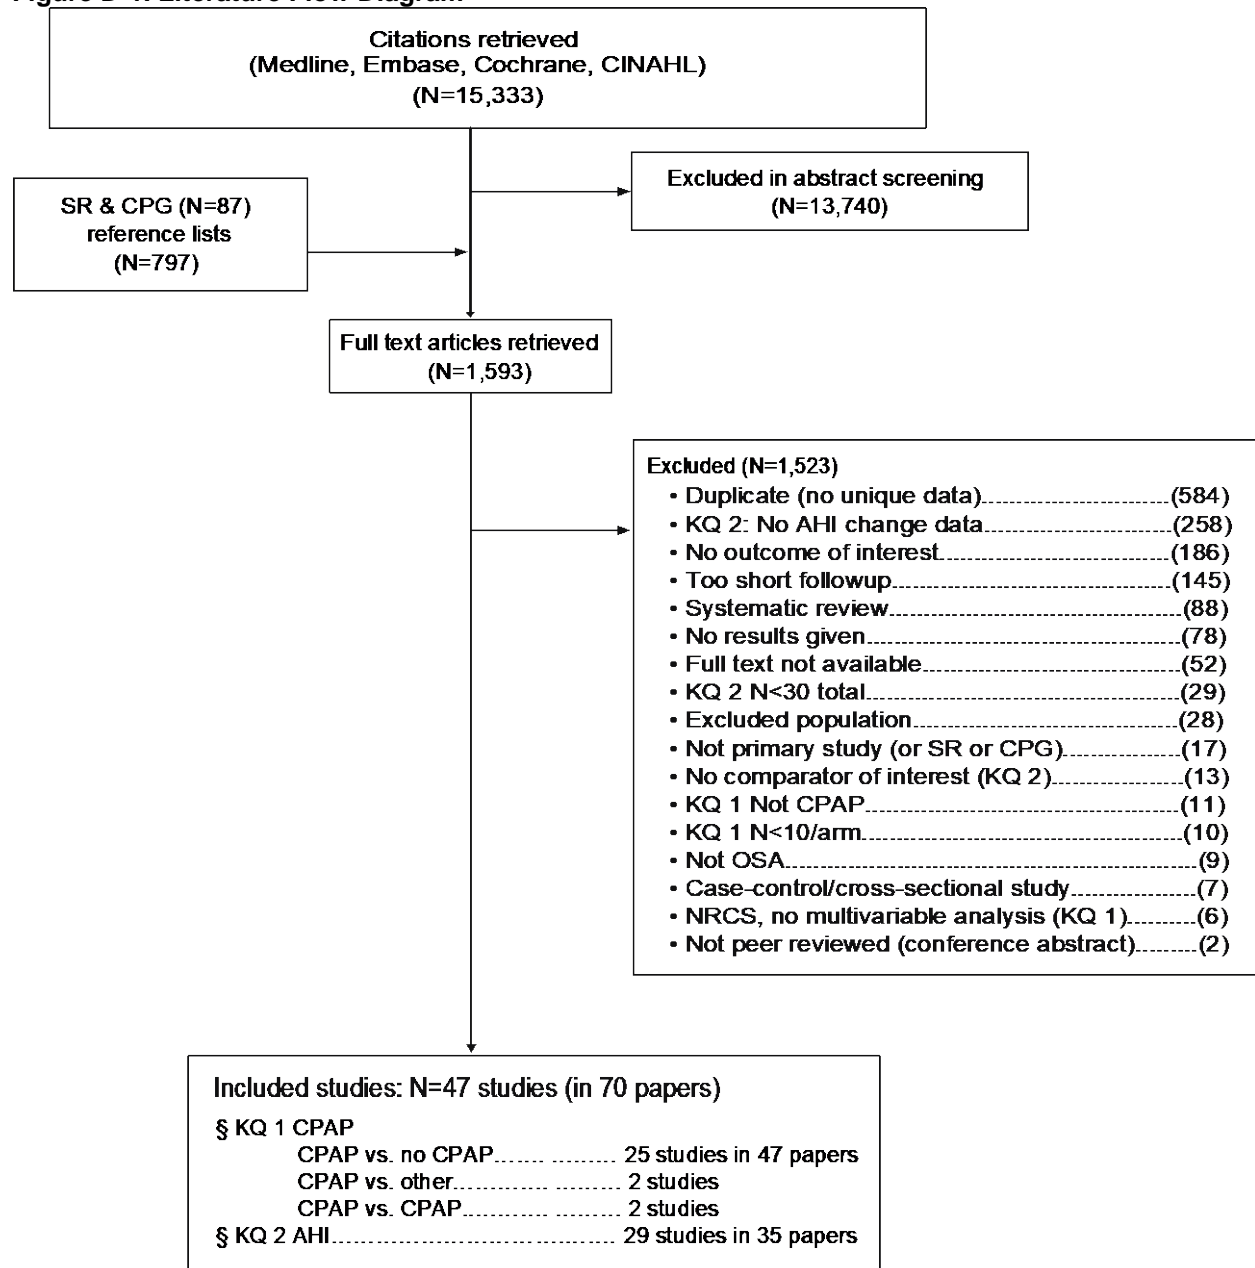 Citations retrieved
(Medline, Embase, Cochrane, CINAHL)
(N=15,333)
Excluded in abstract screening
(N=13,740)
SR & CPG (N=87)
reference lists
(N=797)
Full text articles retrieved
(N=1,593)
Excluded (N=1,523)
• Duplicate (no unique data)..............................(584)
• KQ 2: No AHI change data..............................(258)
• No outcome of interest..............................(186)
• Too short followup..............................(145)
• Systematic review..............................(88)
• No results given..............................(78)
• Full text not available..............................(52)
• KQ 2 N<30 total..............................(29)
• Excluded population..............................(28)
• Not primary study (or SR or CPG)....................(17)
• No comparator of interest (KQ 2)....................(13)
• KQ 1 Not CPAP..............................(11)
• KQ 1 N<10/arm..............................(10)
• Not OSA..............................(9)
• Case-control/cross-sectional study....................(7)
• NRCS, no multivariable analysis (KQ 1)..........(6)
• Not peer reviewed (conference abstract).........(2)
Included studies: N=47 studies (in 70 papers)
§ KQ 1 CPAP
CPAP vs. no CPAP....... ......... 25 studies in 47 papers
CPAP vs. other............. ......... 2 studies
CPAP vs. CPAP............ ......... 2 studies
§ KQ 2 AHI....................................... 29 studies in 35 papers